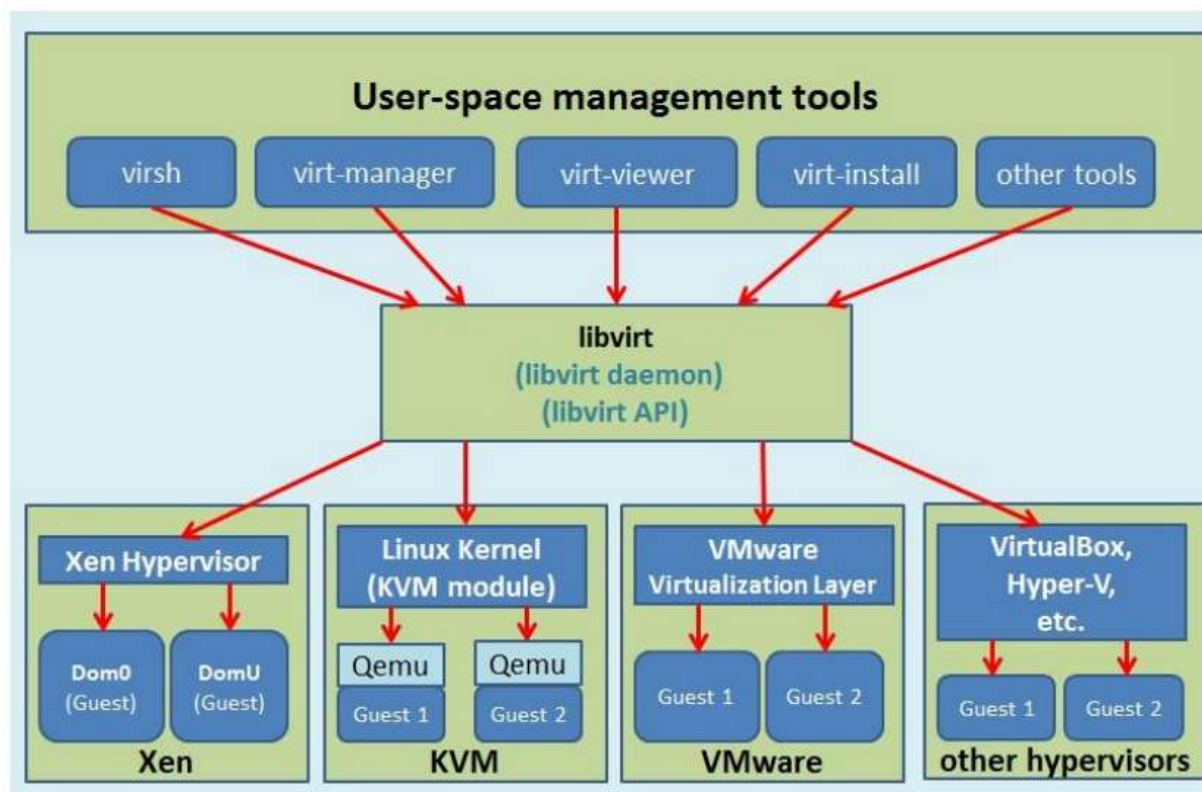 User-space management tools
virsh
virt-manager
virt-viewer
virt-install
other tools
libvirt
(libvirt daemon)
(libvirt API)
Xen Hypervisor
Dom0
(Guest)
DomU
(Guest)
Xen
Linux Kernel
(KVM module)
Qemu
Guest 1
Qemu
Guest 2
KVM
VMware
Virtualization Layer
Guest 1
Guest 2
VMware
VirtualBox,
Hyper-V,
etc.
Guest 1
Guest 2
other hypervisors